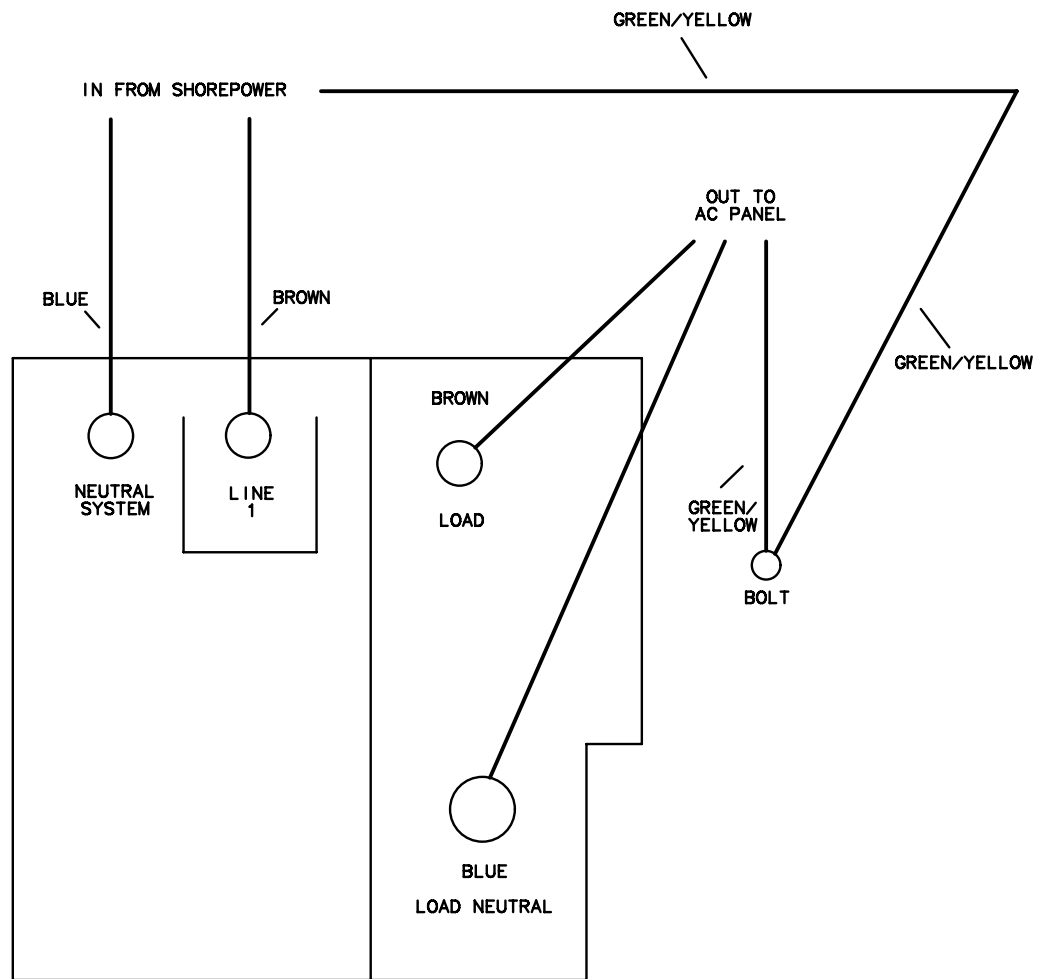 GREEN/YELLOW
IN FROM SHOREPOWER
OUT TO
AC PANEL
BLUE
BROWN
GREEN/YELLOW
BROWN
NEUTRAL
SYSTEM
LINE
1
LOAD
GREEN/
YELLOW
BOLT
BLUE
LOAD NEUTRAL